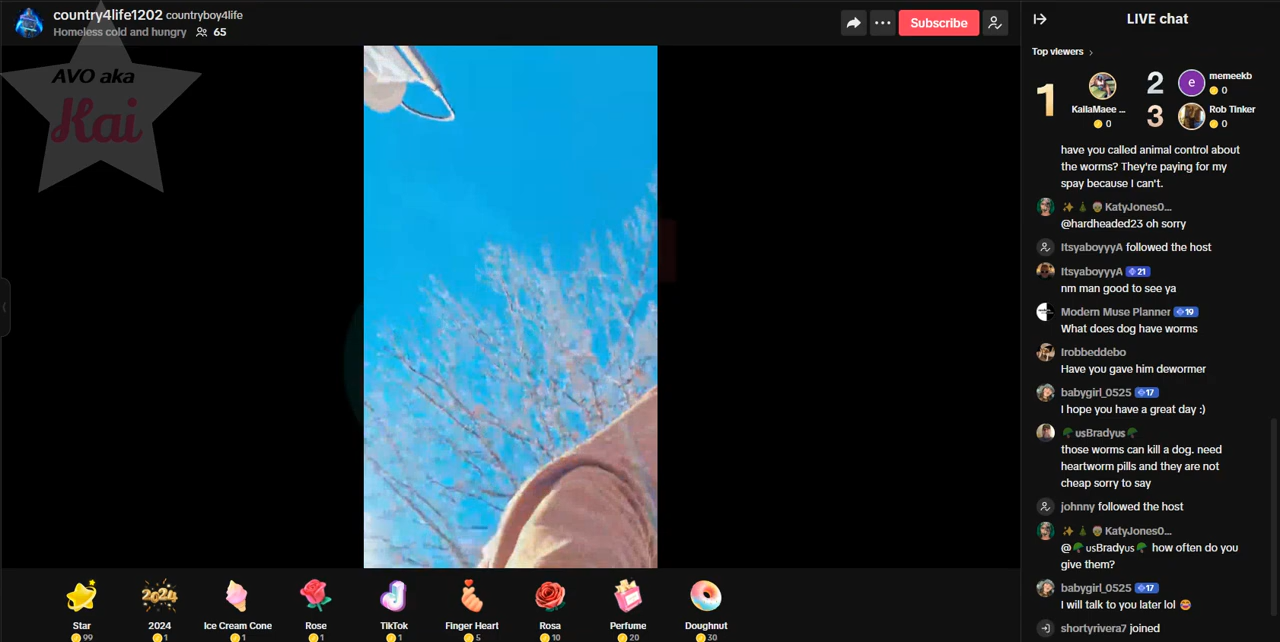 country4life1202 countryboy4life
Homeless cold and hungry 65
Subscribe
AVO aka
Kai
LIVE chat
Top viewers
1
KallaMaee ...
0
2
e
memeekb
0
3
Rob Tinker
0
have you called animal control about
the worms? They're paying for my
spay because I can't.
KatyJones0...
@hardheaded23 oh sorry
ItsyaboyyyA followed the host
ItsyaboyyyA 21
nm man good to see ya
Modern Muse Planner 19
What does dog have worms
Irobbeddebo
Have you gave him dewormer
babygirl_0525 17
I hope you have a great day :)
usBradyus
those worms can kill a dog. need
heartworm pills and they are not
cheap sorry to say
johnny followed the host
KatyJones0...
@🥦usBradyus🥦 how often do you
give them?
babygirl_0525 17
I will talk to you later lol 😂
shortyrivera7 joined
2024
Star
99
2024
1
Ice Cream Cone
1
Rose
1
TikTok
1
Finger Heart
5
Rosa
10
Perfume
20
Doughnut
30